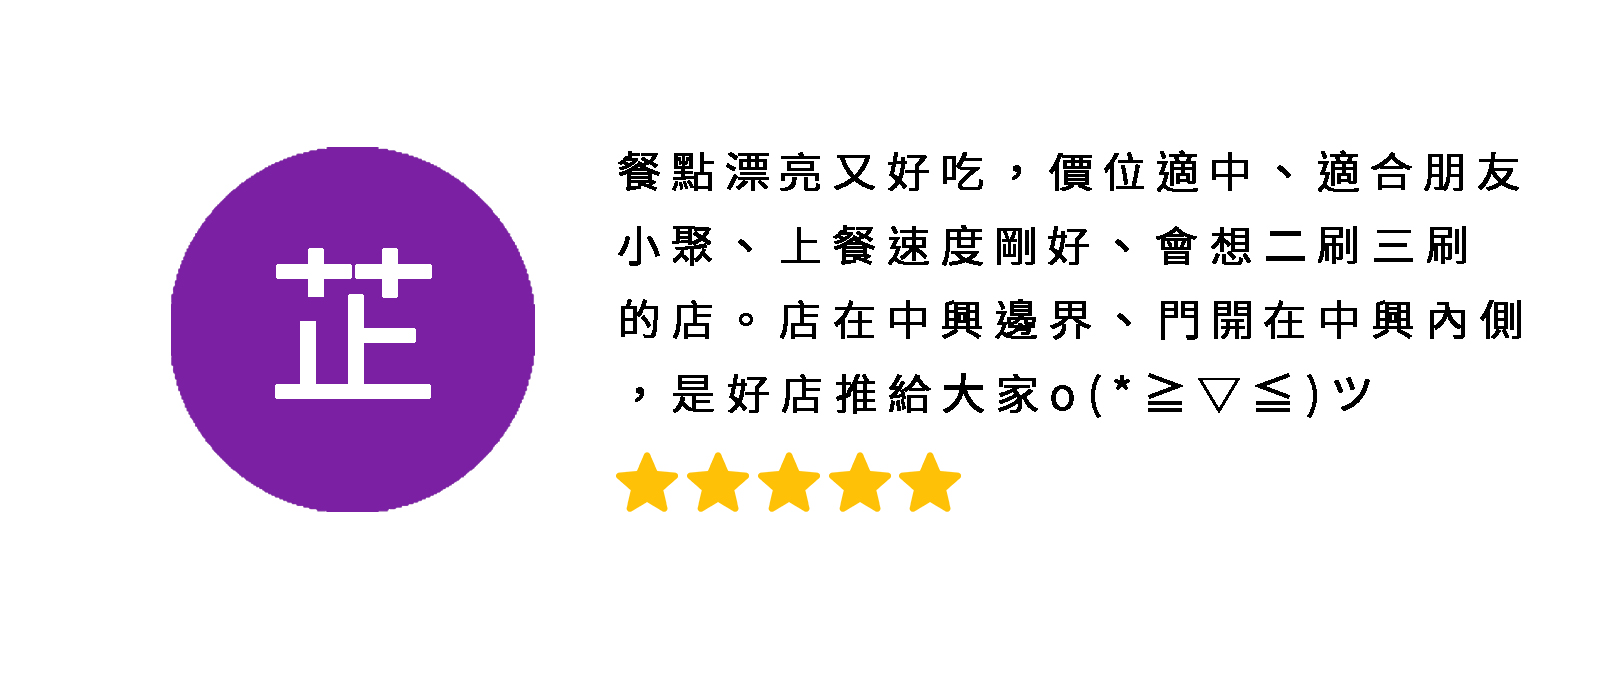 芷
餐點漂亮又好吃，價位適中、適合朋友
小聚、上餐速度剛好、會想二刷三刷
的店。店在中興邊界、門開在中興內側
，是好店推給大家o(*≧▽≦)ツ